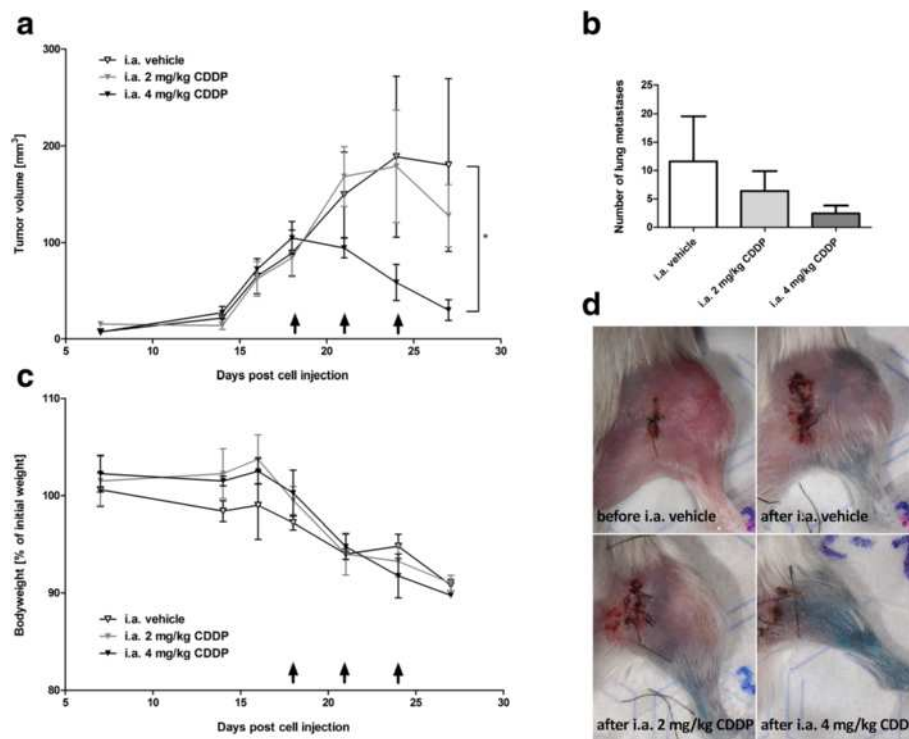 a
300
200
100
0
Tumor volume [mm³]
i.a. vehicle
i.a. 2 mg/kg CDDP
i.a. 4 mg/kg CDDP
*
5 10 15 20 25 30
Days post cell injection
b
25
20
15
10
5
0
Number of lung metastases
i.a. vehicle
i.a. 2 mg/kg CDDP
i.a. 4 mg/kg CDDP
c
110
100
90
80
Bodyweight [% of initial weight]
i.a. vehicle
i.a. 2 mg/kg CDDP
i.a. 4 mg/kg CDDP
5 10 15 20 25 30
Days post cell injection
d
before i.a. vehicle
after i.a. vehicle
after i.a. 2 mg/kg CDDP
after i.a. 4 mg/kg CDD